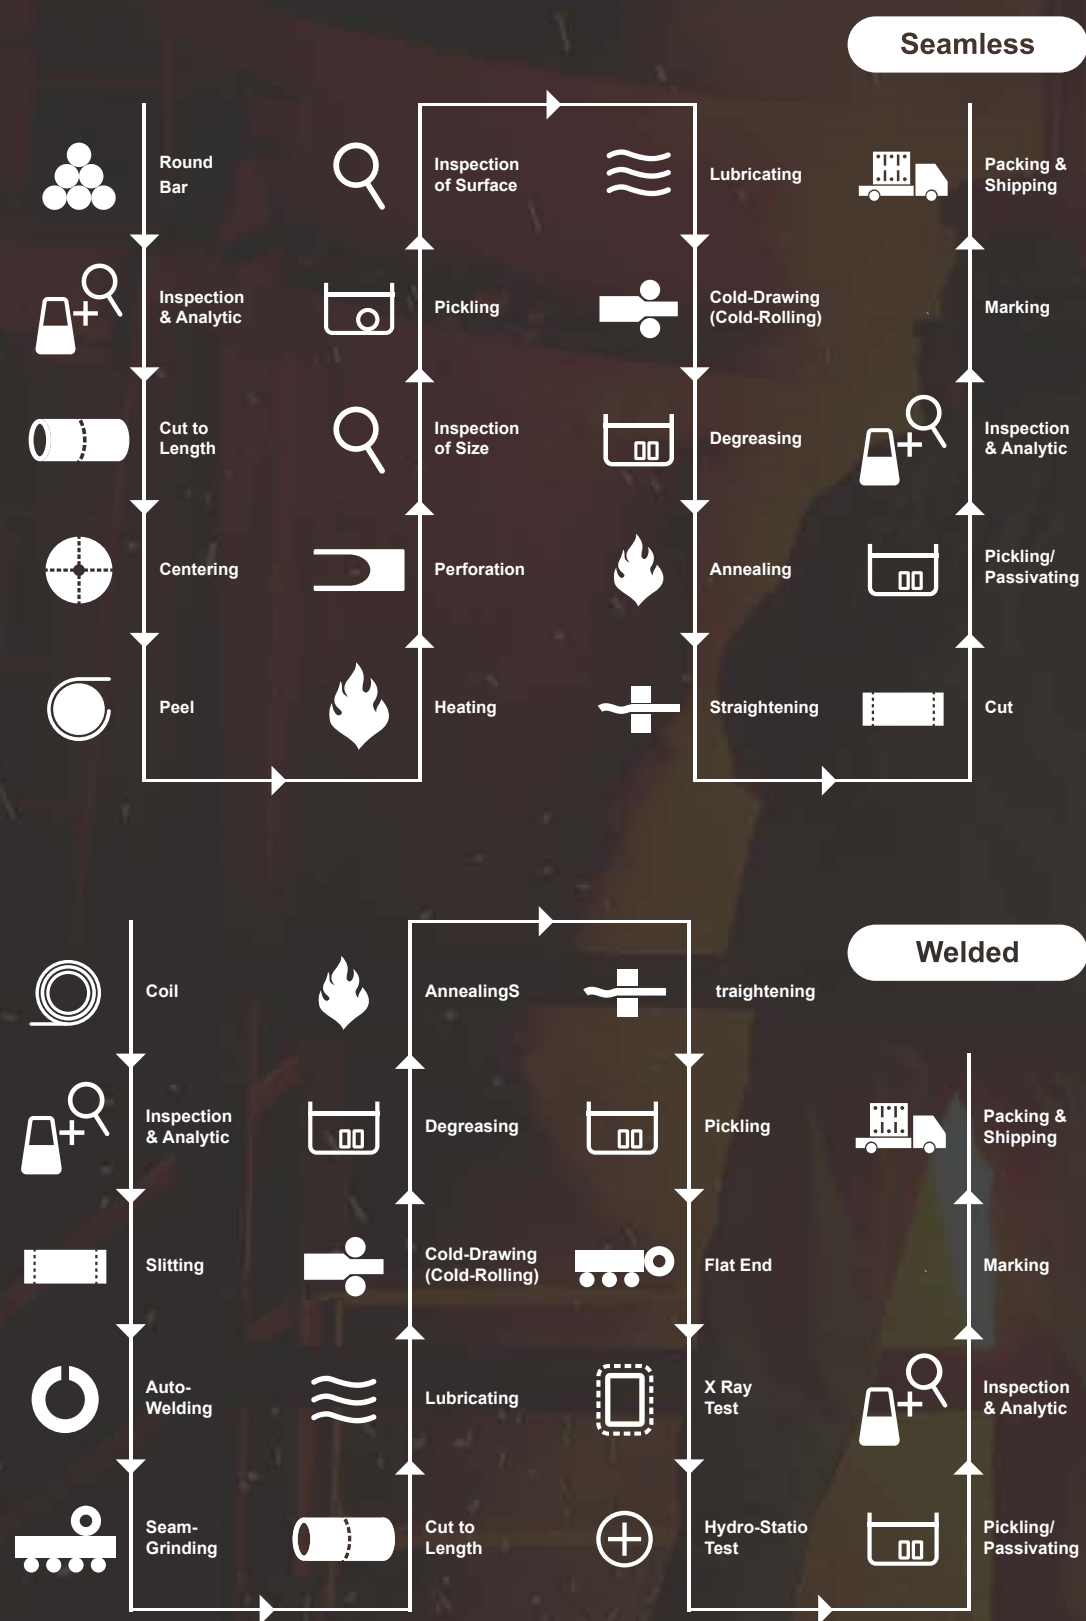 Seamless
Round
Bar
Inspection
& Analytic
Cut to
Length
Centering
Peel
Heating
Perforation
Inspection
of Size
Pickling
Inspection
of Surface
Lubricating
Cold-Drawing
(Cold-Rolling)
Degreasing
Annealing
Straightening
Cut
Pickling/
Passivating
Inspection
& Analytic
Marking
Packing &
Shipping
Welded
Coil
Inspection
& Analytic
Slitting
Auto-
Welding
Seam-
Grinding
Cut to
Length
Lubricating
Cold-Drawing
(Cold-Rolling)
Degreasing
AnnealingS
traightening
Pickling
Flat End
X Ray
Test
Hydro-Statio
Test
Pickling/
Passivating
Inspection
& Analytic
Marking
Packing &
Shipping